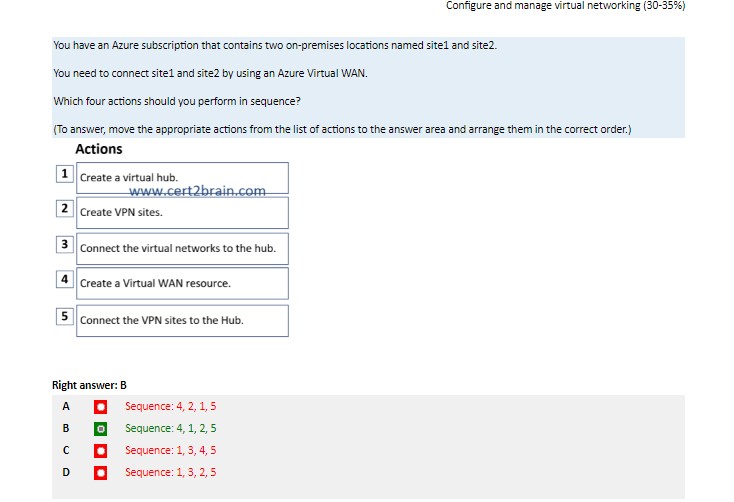 Configure and manage virtual networking (30-35%)
You have an Azure subscription that contains two on-premises locations named site1 and site2.
You need to connect site1 and site2 by using an Azure Virtual WAN.
Which four actions should you perform in sequence?
(To answer, move the appropriate actions from the list of actions to the answer area and arrange them in the correct order.)
Actions
1 Create a virtual hub.
www.cert2brain.com
2 Create VPN sites.
3 Connect the virtual networks to the hub.
4 Create a Virtual WAN resource.
5 Connect the VPN sites to the Hub.
Right answer: B
A Sequence: 4, 2, 1, 5
B Sequence: 4, 1, 2, 5
C Sequence: 1, 3, 4, 5
D Sequence: 1, 3, 2, 5